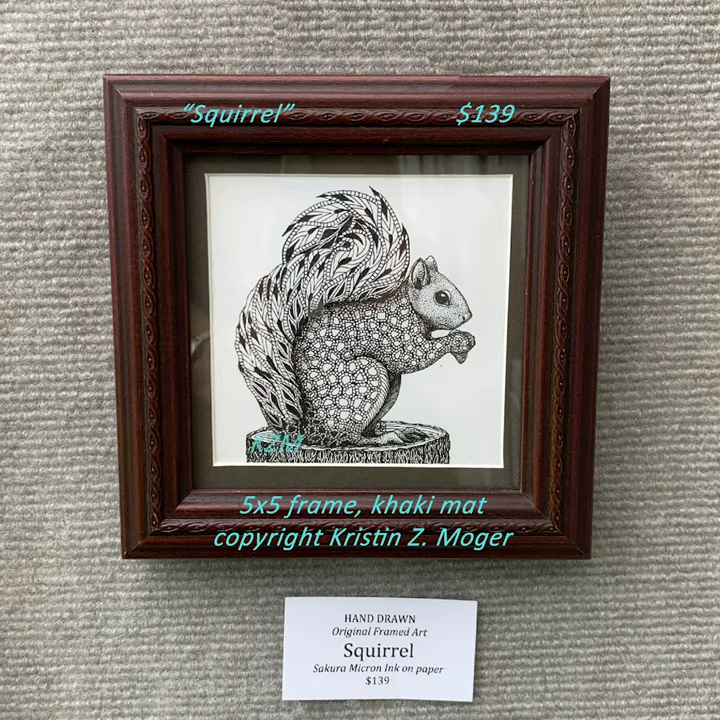 “Squirrel” $139
KZM
5x5 frame, khaki mat
copyright Kristin Z. Moger
HAND DRAWN
Original Framed Art
Squirrel
Sakura Micron Ink on paper
$139